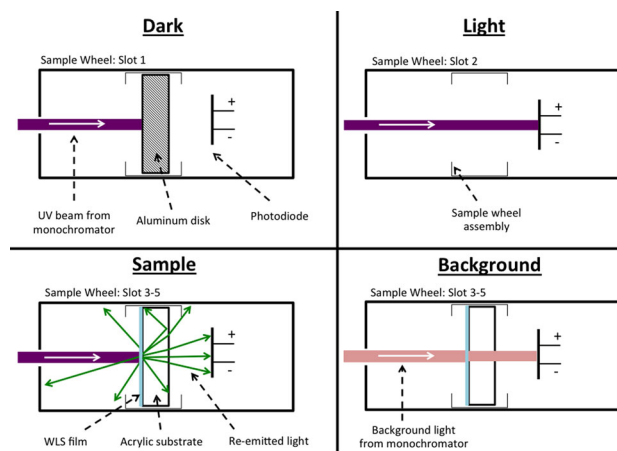 Dark
Sample Wheel: Slot 1
+
-
UV beam from
monochromator
Aluminum disk
Photodiode
Light
Sample Wheel: Slot 2
+
-
Sample wheel
assembly
Sample
Sample Wheel: Slot 3-5
+
-
WLS film
Acrylic substrate
Re-emitted light
Background
Sample Wheel: Slot 3-5
+
-
Background light
from monochromator